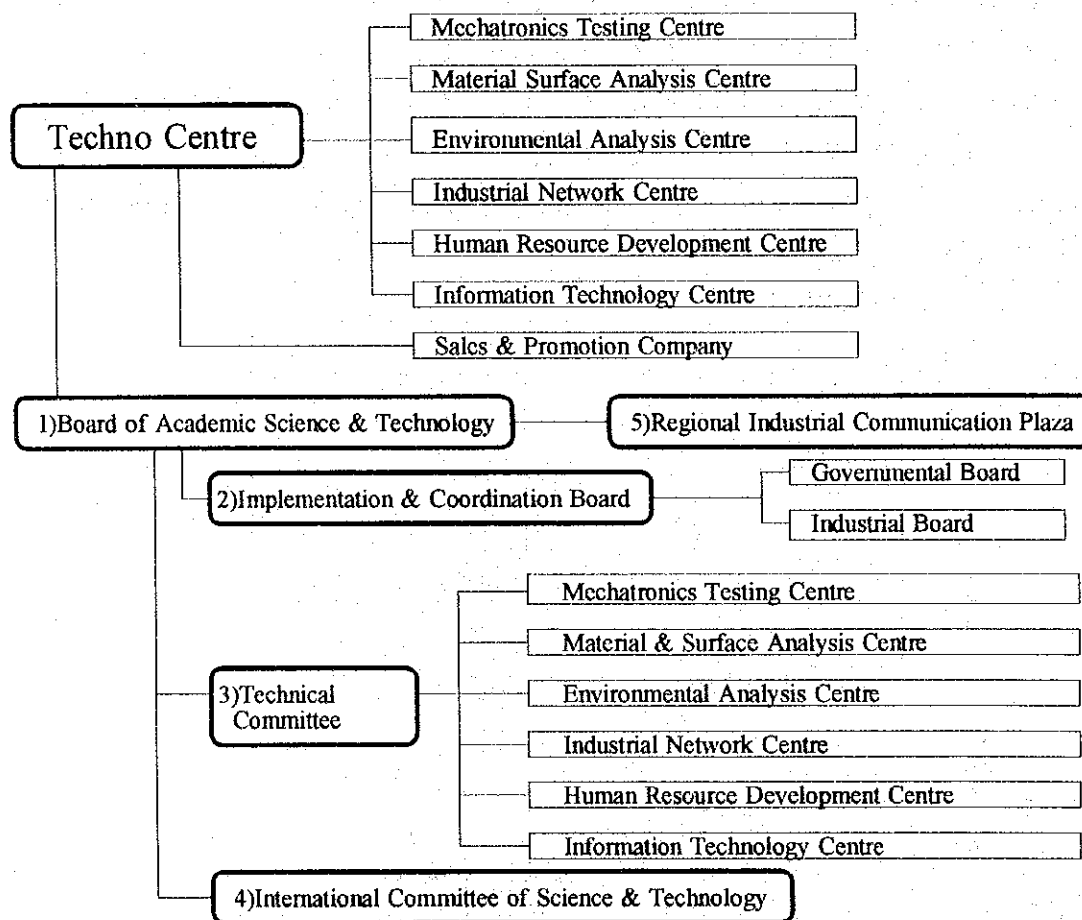 Mechatronics Testing Centre
Material Surface Analysis Centre
Techno Centre
Environmental Analysis Centre
Industrial Network Centre
Human Resource Development Centre
Information Technology Centre
Sales & Promotion Company
1)Board of Academic Science & Technology
5)Regional Industrial Communication Plaza
Governmental Board
2)Implementation & Coordination Board
Industrial Board
Mechatronics Testing Centre
Material & Surface Analysis Centre
3)Technical
Committee
Environmental Analysis Centre
Industrial Network Centre
Human Resource Development Centre
Information Technology Centre
4)International Committee of Science & Technology